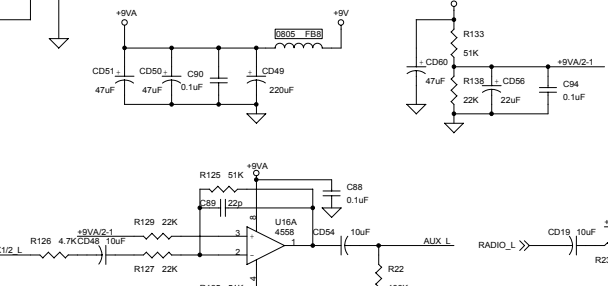 +9VA
+9V
0805 FB8
CD51
47uF
CD50
47uF
C90
0.1uF
CD49
220uF
R133
51K
CD60
47uF
+9VA/2-1
R138
22K
CD56
22uF
C94
0.1uF
+9VA
R125 51K
C88
0.1uF
C89 22p
U16A
4558
8
+9VA/2-1
R129 22K
3
CD54 10uF
1
AUX_L
RADIO_L
CD19 10uF
1/2_L
R126 4.7K
CD48 10uF
2
R127 22K
4
R22